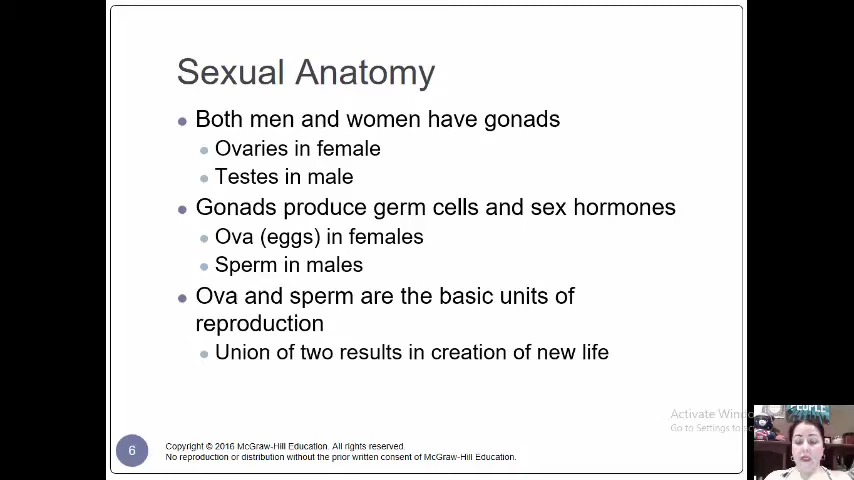 Sexual Anatomy
Both men and women have gonads
Ovaries in female
Testes in male
Gonads produce germ cells and sex hormones
Ova (eggs) in females
Sperm in males
Ova and sperm are the basic units of
reproduction
Union of two results in creation of new life
Activate Windo
Go to Settings to
PEOPLE
6
Copyright © 2016 McGraw-Hill Education. All rights reserved.
No reproduction or distribution without the prior written consent of McGraw-Hill Education.